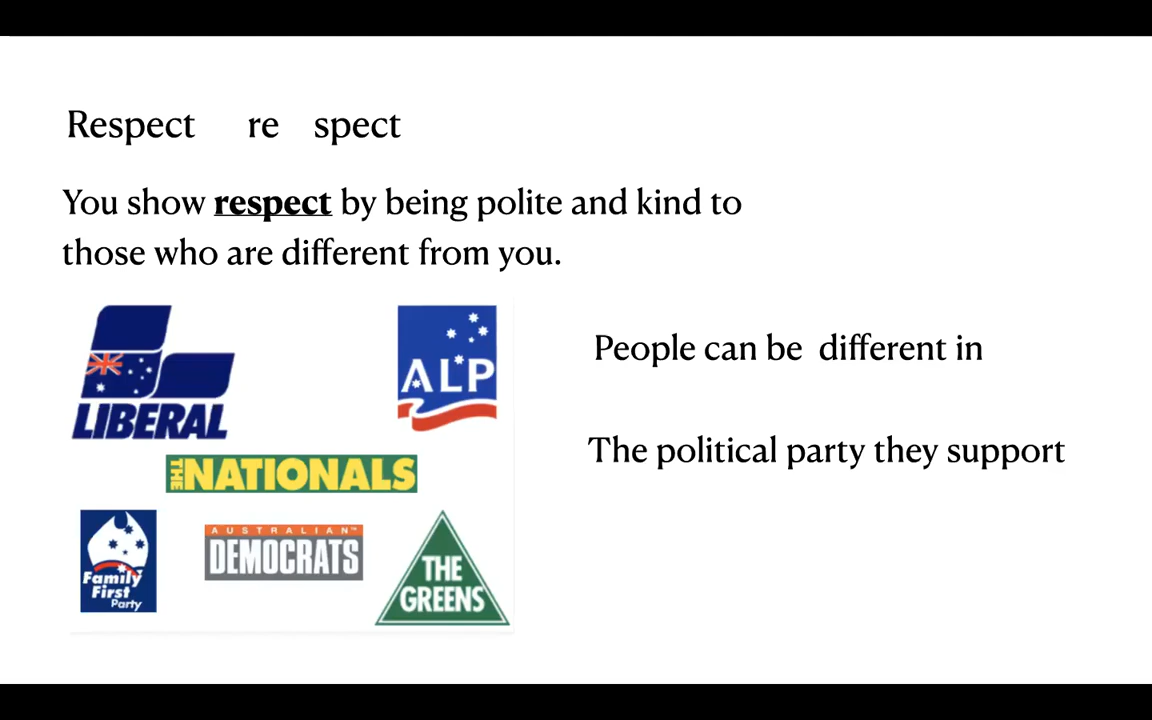 Respect re spect
You show respect by being polite and kind to
those who are different from you.
LIBERAL
ALP
THE NATIONALS
Family
First
Party
AUSTRALIAN™
DEMOCRATS
THE
GREENS
People can be different in
The political party they support